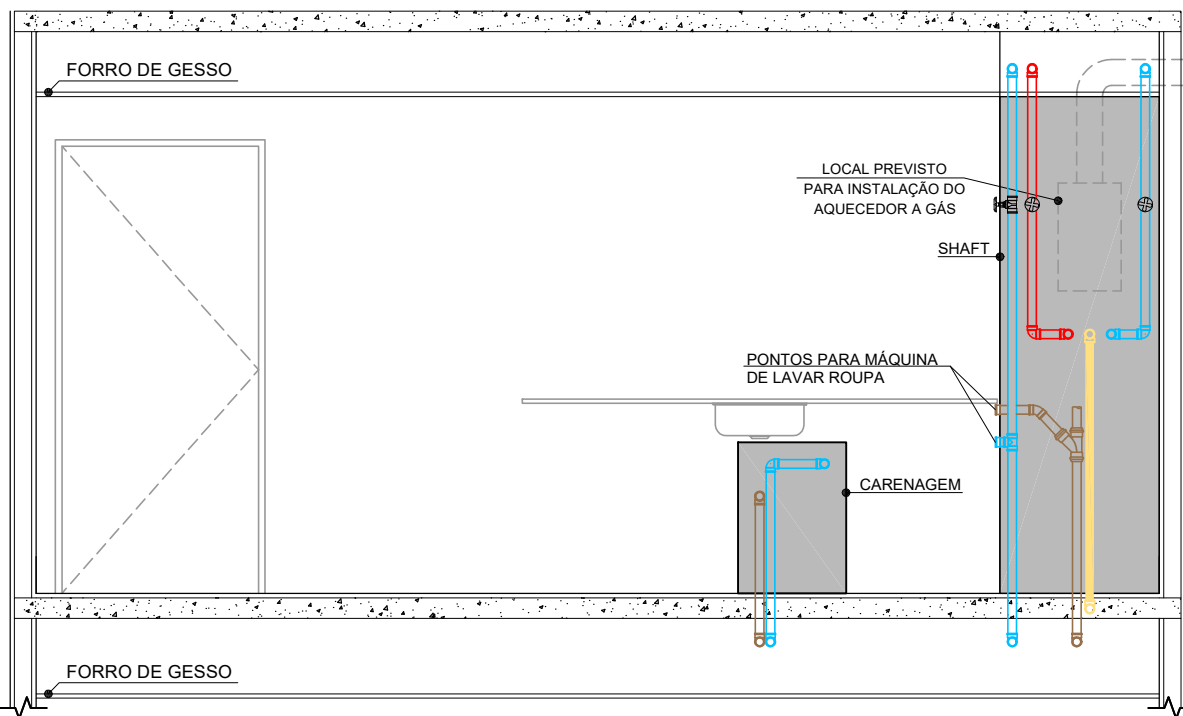 FORRO DE GESSO
LOCAL PREVISTO
PARA INSTALAÇÃO DO
AQUECEDOR A GÁS
SHAFT
PONTOS PARA MÁQUINA
DE LAVAR ROUPA
CARENAGEM
FORRO DE GESSO